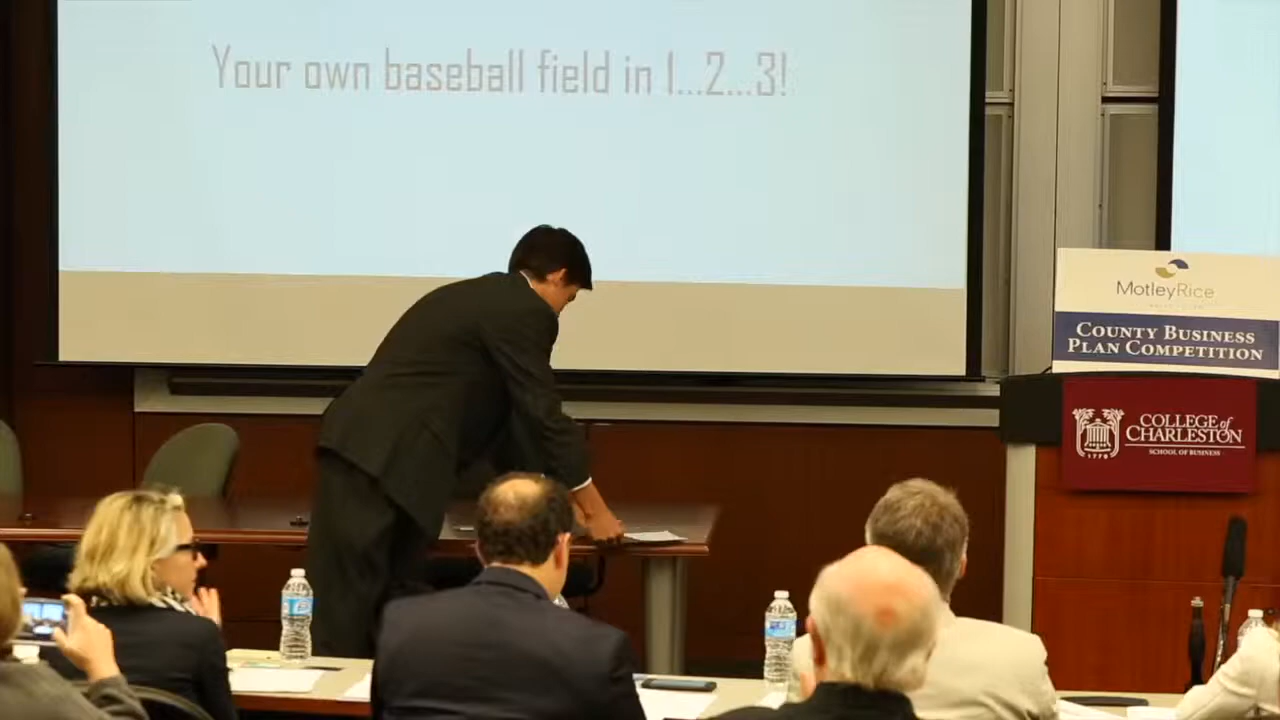 Your own baseball field in 1...2...3!
MotleyRice
COUNTY BUSINESS
PLAN COMPETITION
COLLEGE of
CHARLESTON
1770
SCHOOL OF BUSINESS